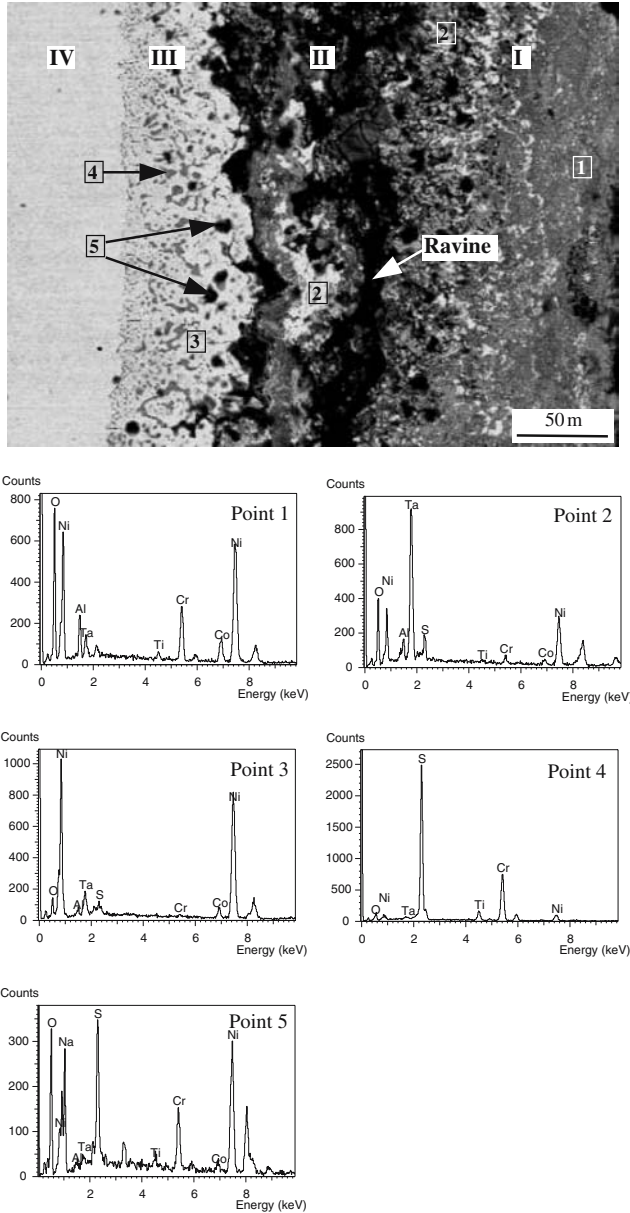 IV III II 2 I
1
4
5
Ravine
2
3
50 m
Counts
Point 1
800
600
400
200
0
O
Ni
Al
Ta
Ti
Cr
Co
Ni
0 2 4 6 8
Energy (keV)
Counts
Point 2
800
600
400
200
0
Ta
O
Ni
Al
S
Ti
Cr
Co
Ni
0 2 4 6 8
Energy (keV)
Counts
Point 3
1000
800
600
400
200
0
Ni
O
A
Ta
S
Cr
Co
Ni
0 2 4 6 8
Energy (keV)
Counts
Point 4
2500
2000
1500
1000
500
0
S
O
Ni
Ta
Ti
Cr
Ni
0 2 4 6 8
Energy (keV)
Counts
Point 5
300
200
100
0
O
Na
Ni
Al
Ta
S
Ti
Cr
Co
Ni
2 4 6 8
Energy (keV)